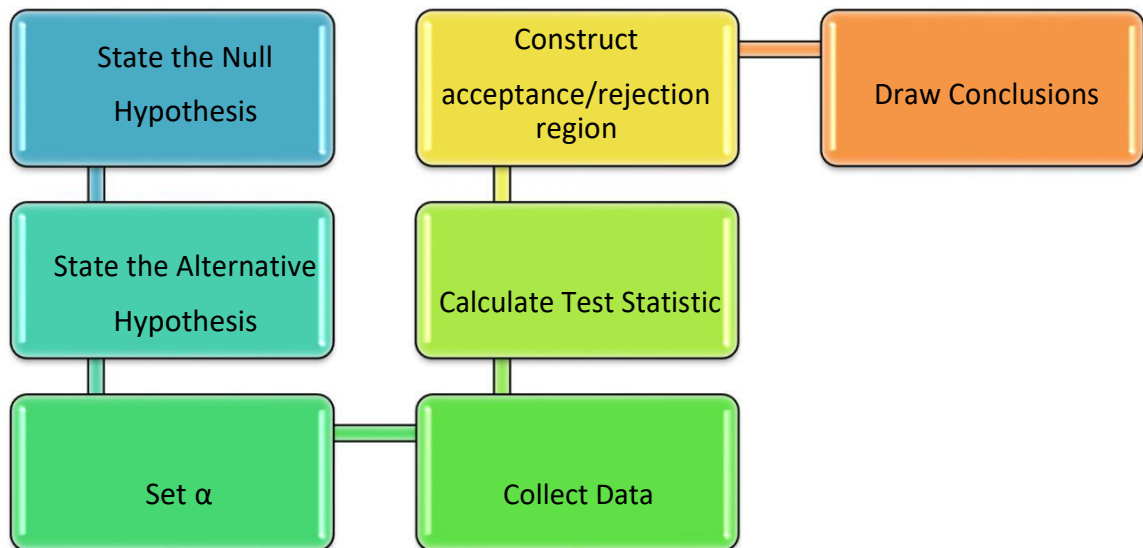 State the Null
Hypothesis
State the Alternative
Hypothesis
Set α
Collect Data
Calculate Test Statistic
Construct
acceptance/rejection
region
Draw Conclusions